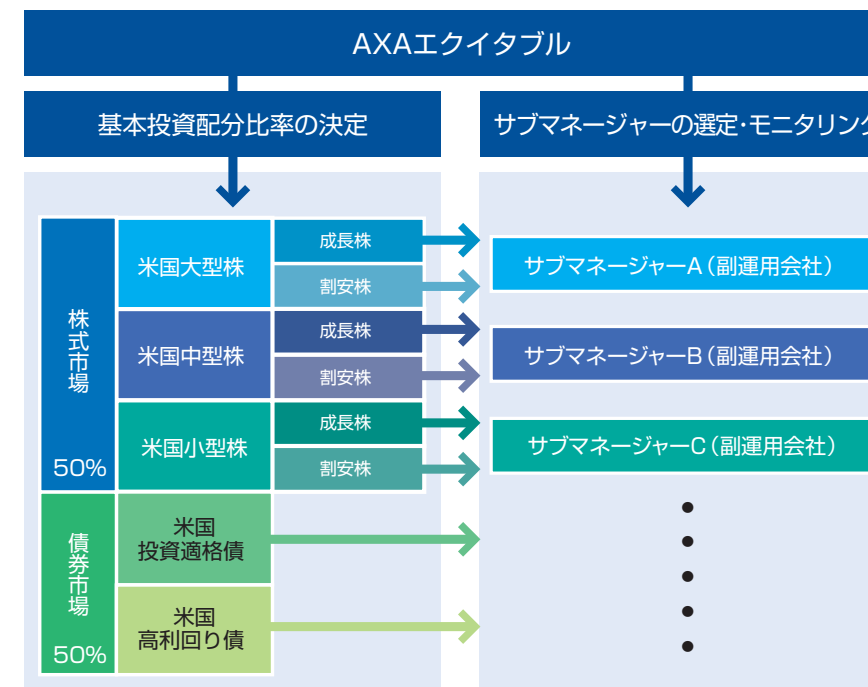 AXAエクイタブル
基本投資配分比率の決定
サブマネージャーの選定・モニタリング
株式市場
50%
米国大型株
成長株
割安株
米国中型株
成長株
割安株
米国小型株
成長株
割安株
債券市場
50%
米国
投資適格債
米国
高利回り債
サブマネージャーA(副運用会社)
サブマネージャーB(副運用会社)
サブマネージャーC(副運用会社)